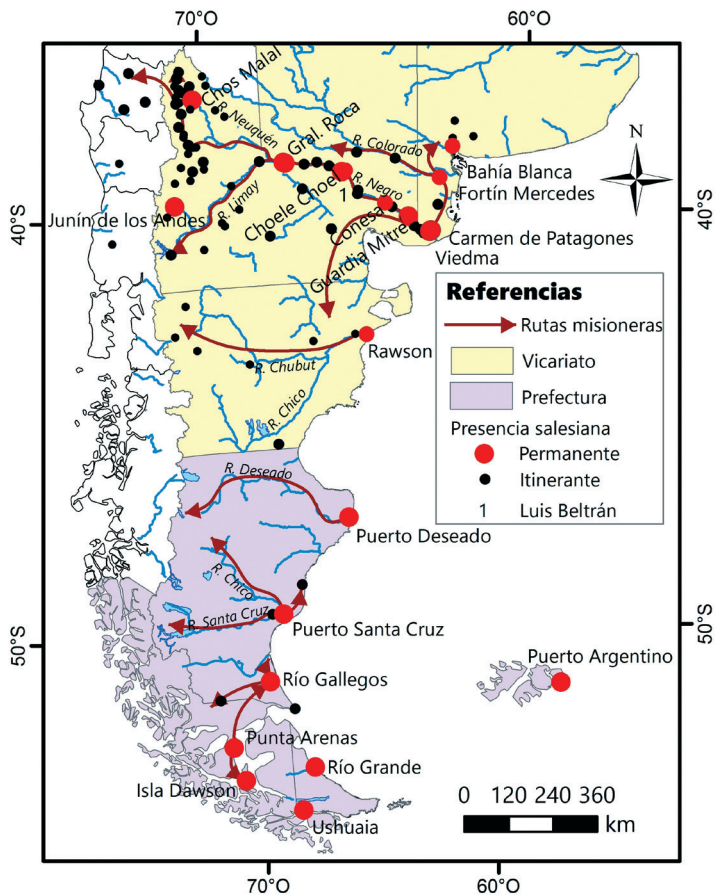 70°O
60°O
Chos Malal
R. Neuquén
Gral. Roca
R. Colorado
N
Bahía Blanca
Fortín Mercedes
R. Limay
Choele Choel
1
R. Negro
Junín de los Andes
Conesa
Guardia Mitre
40°S
40°S
Carmen de Patagones
Viedma
Referencias
Rutas misioneras
Vicariato
Prefectura
Presencia salesiana
Permanente
Itinerante
1 Luis Beltrán
Rawson
R. Chubut
R. Chico
R. Deseado
Puerto Deseado
R. Chico
R. Santa Cruz
Puerto Santa Cruz
50°S
50°S
Puerto Argentino
Río Gallegos
Punta Arenas
Río Grande
Isla Dawson
Ushuaia
0 120 240 360
km
70°O
60°O